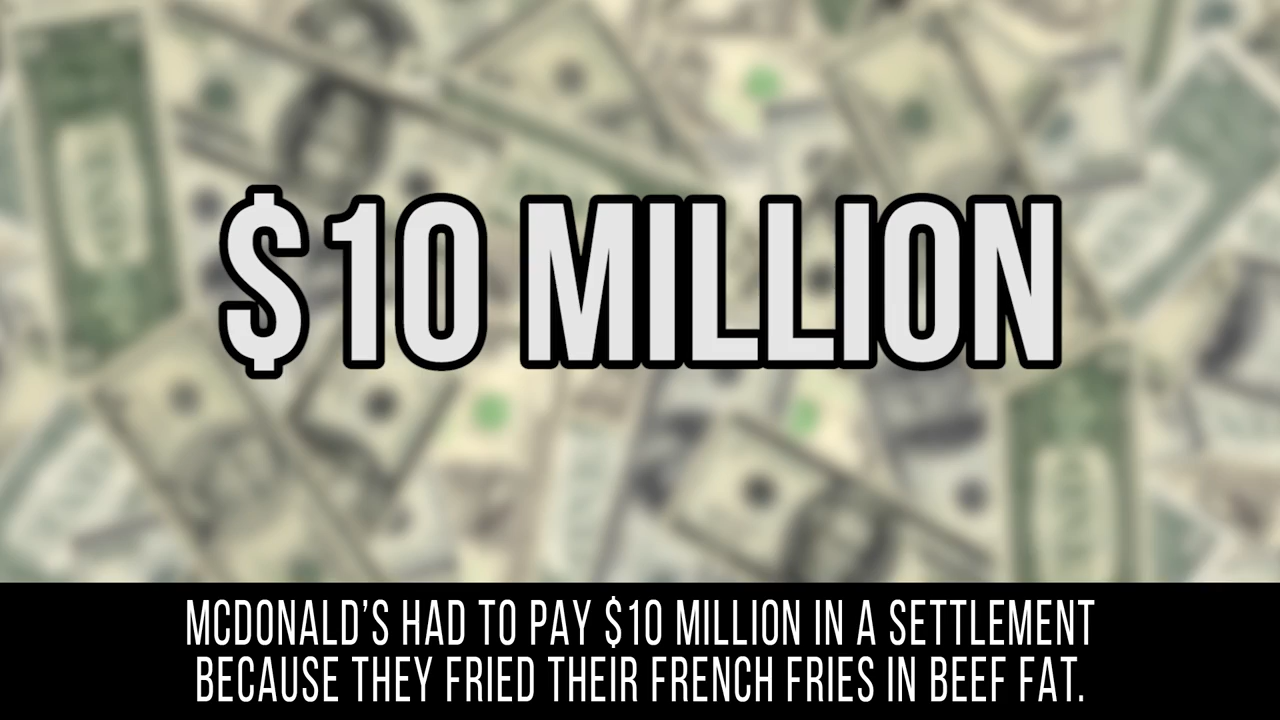 $10 MILLION
MCDONALD'S HAD TO PAY $10 MILLION IN A SETTLEMENT
BECAUSE THEY FRIED THEIR FRENCH FRIES IN BEEF FAT.